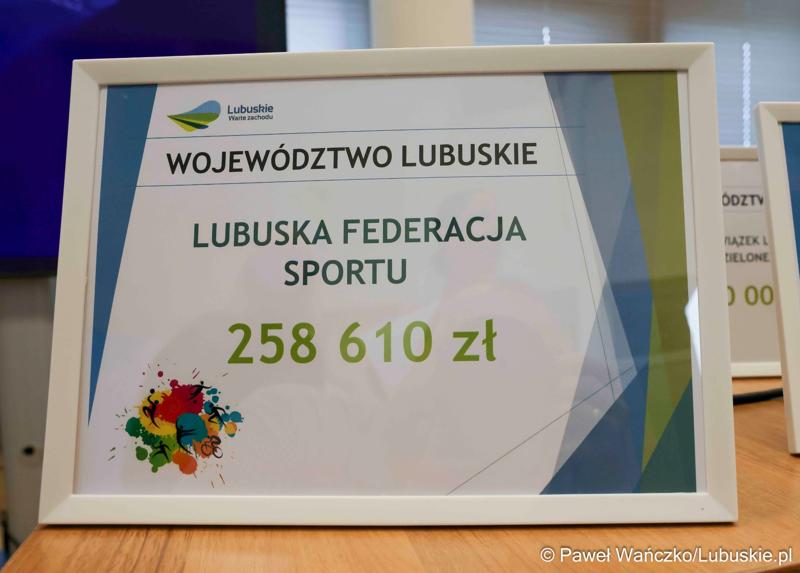 Lubuskie
Warte zachodu
WOJEWÓDZTWO LUBUSKIE
LUBUSKA FEDERACJA
SPORTU
258 610 zł
© Paweł Wańczko/Lubuskie.pl